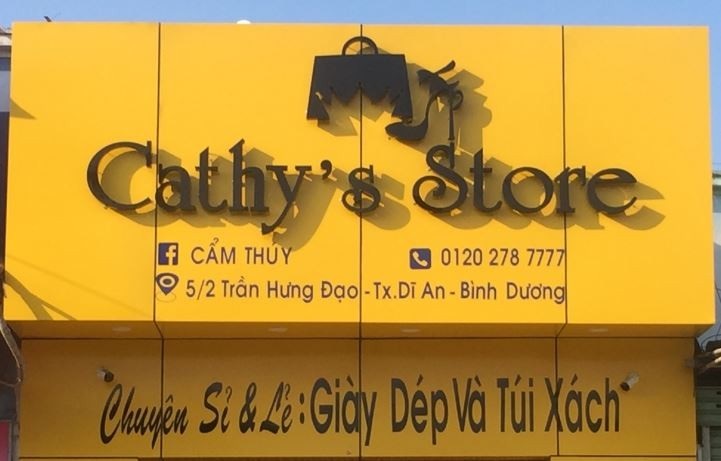 Cathy's Store
CẨM THUÝ 0120 278 7777
5/2 Trần Hưng Đạo - Tx.Dĩ An - Bình Dương
Chuyên Sỉ & Lẻ: Giày Dép Và Túi Xách